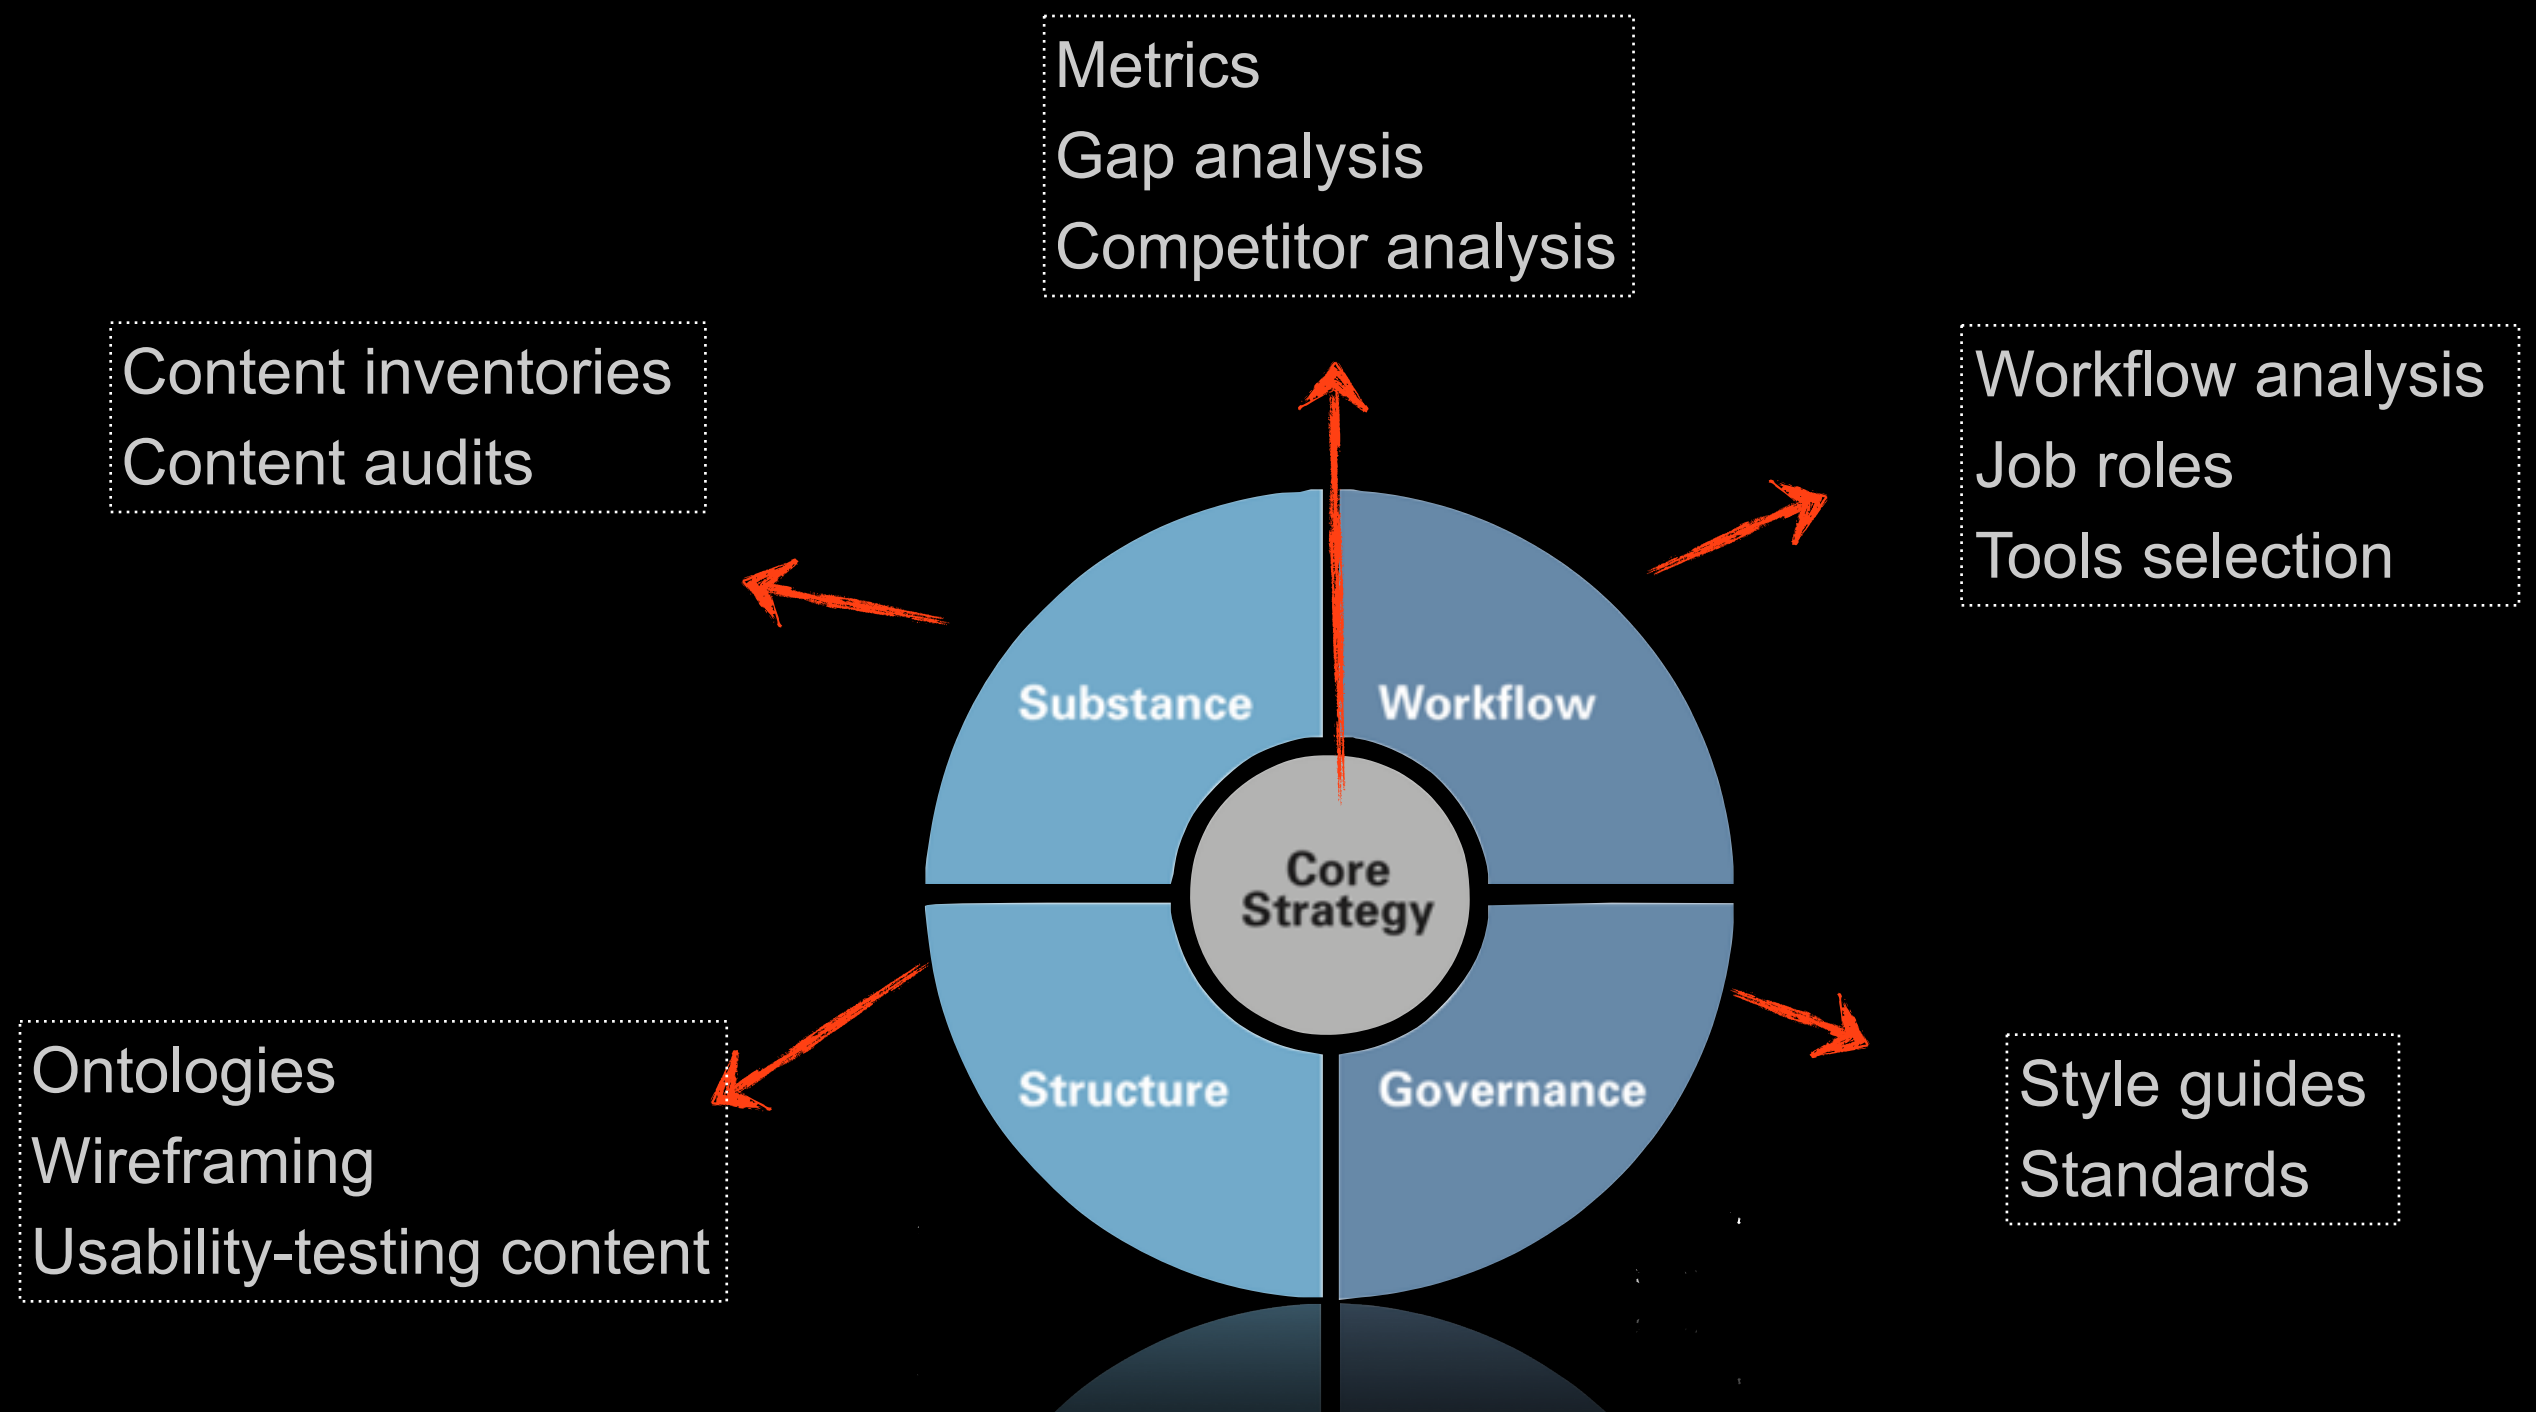 Metrics
Gap analysis
Competitor analysis
Content inventories
Content audits
Workflow analysis
Job roles
Tools selection
Substance
Workflow
Core
Strategy
Structure
Governance
Ontologies
Wireframing
Usability-testing content
Style guides
Standards